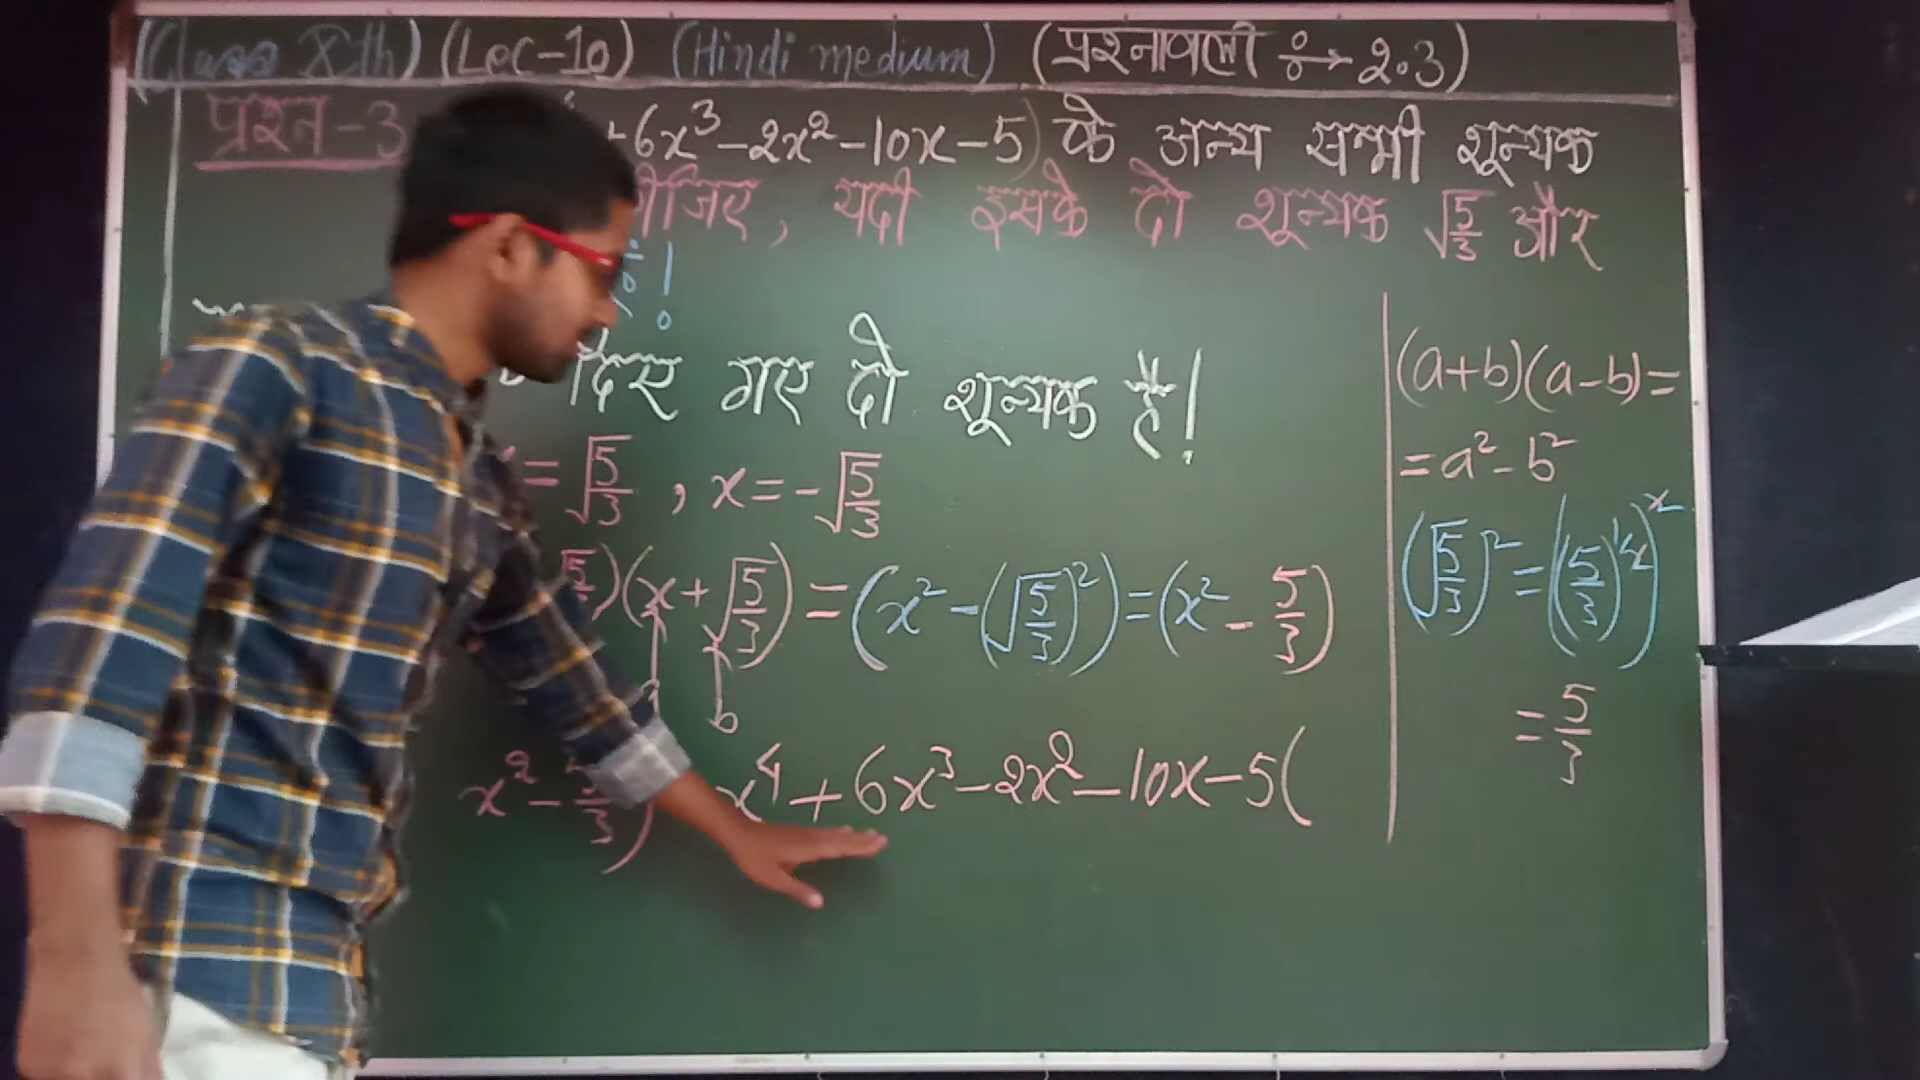 (Class Xth) (Lec-10) (Hindi medium) (प्रश्नावली ÷→ 2.3)
प्रश्न-3 +6x³-2x²-10x-5) के अन्य सभी शून्यक
यदी इसके दो शून्यक √5/3 और
दिए गए दो शून्यक है!
= √5/3 , x = -√5/3
)(x+√5/3) = (x² - (√5/3)²) = (x² - 5/3)
a b
x² - 5/3) x⁴ + 6x³ - 2x² - 10x - 5(
(a+b)(a-b)=
= a² - b²
(√5/3)² = ((5/3)^1/2)^2
= 5/3